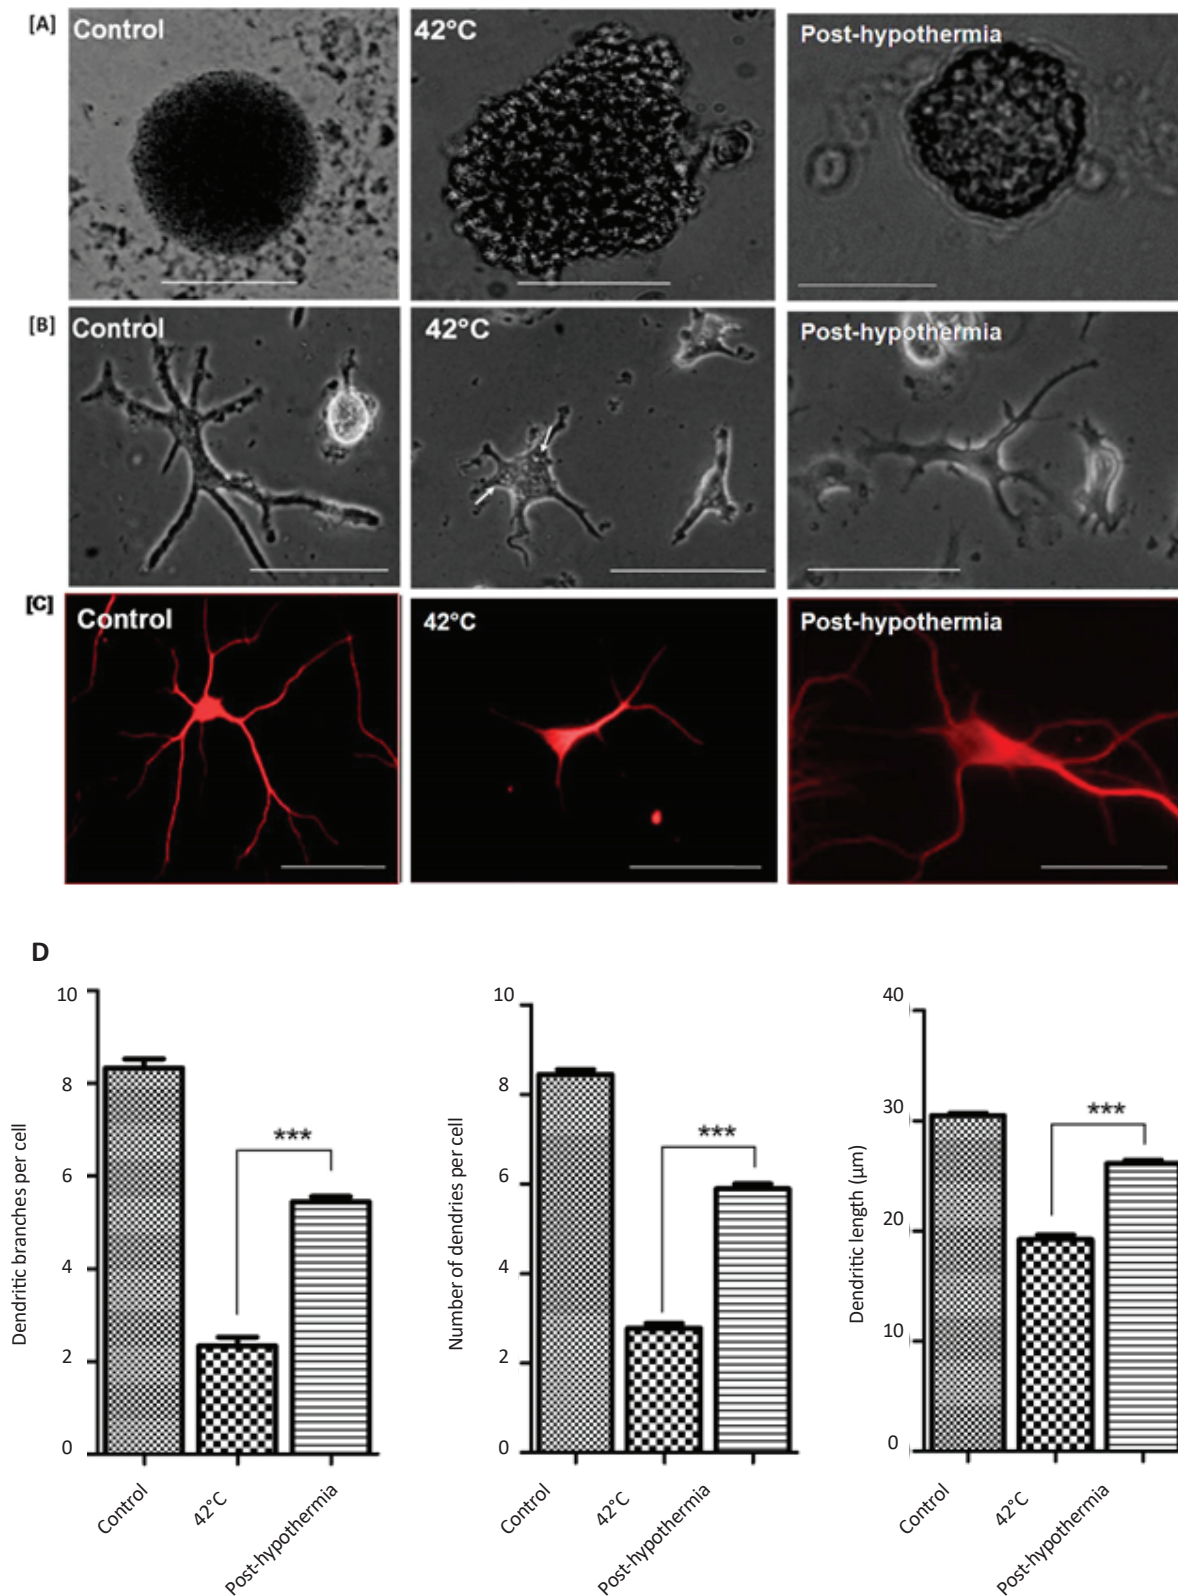 [A] Control 42°C Post-hypothermia
[B] Control 42°C Post-hypothermia
[C] Control 42°C Post-hypothermia
D
Dendritic branches per cell
10
8
6
4
2
0
***
Control
42°C
Post-hypothermia
Number of dendries per cell
10
8
6
4
2
0
***
Control
42°C
Post-hypothermia
Dendritic length (μm)
40
30
20
10
0
***
Control
42°C
Post-hypothermia